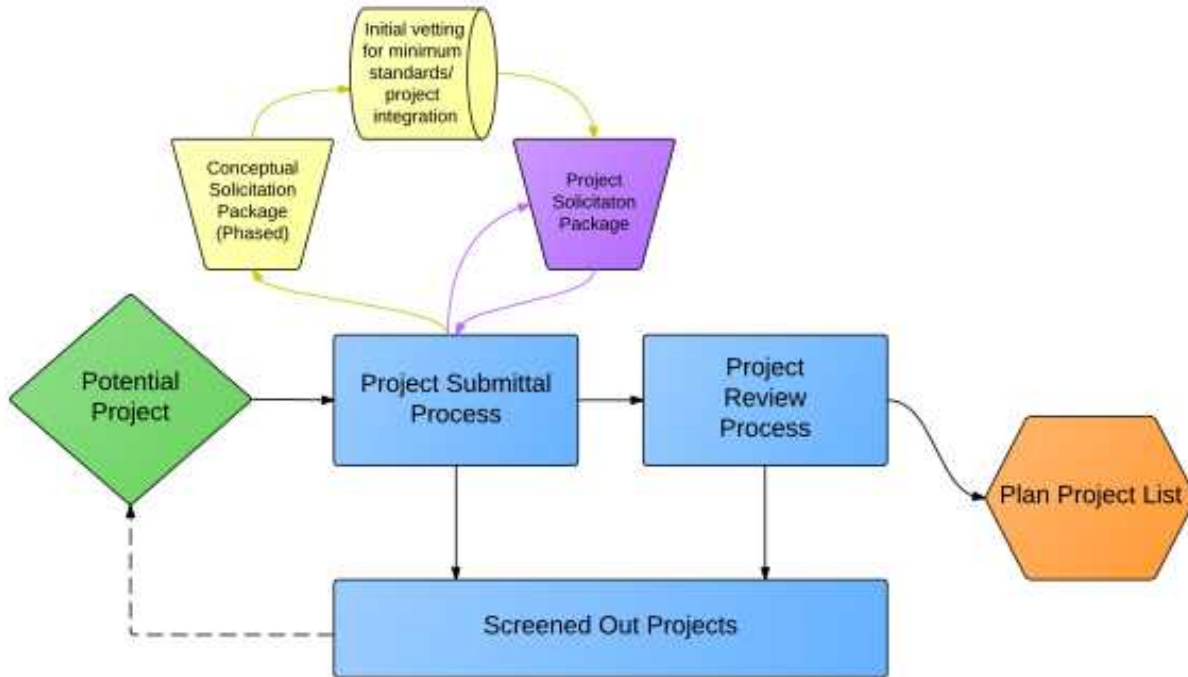 Initial vetting
for minimum
standards/
project
integration
Conceptual
Solicitation
Package
(Phased)
Project
Solicitaton
Package
Potential
Project
Project Submittal
Process
Project
Review
Process
Plan Project List
Screened Out Projects